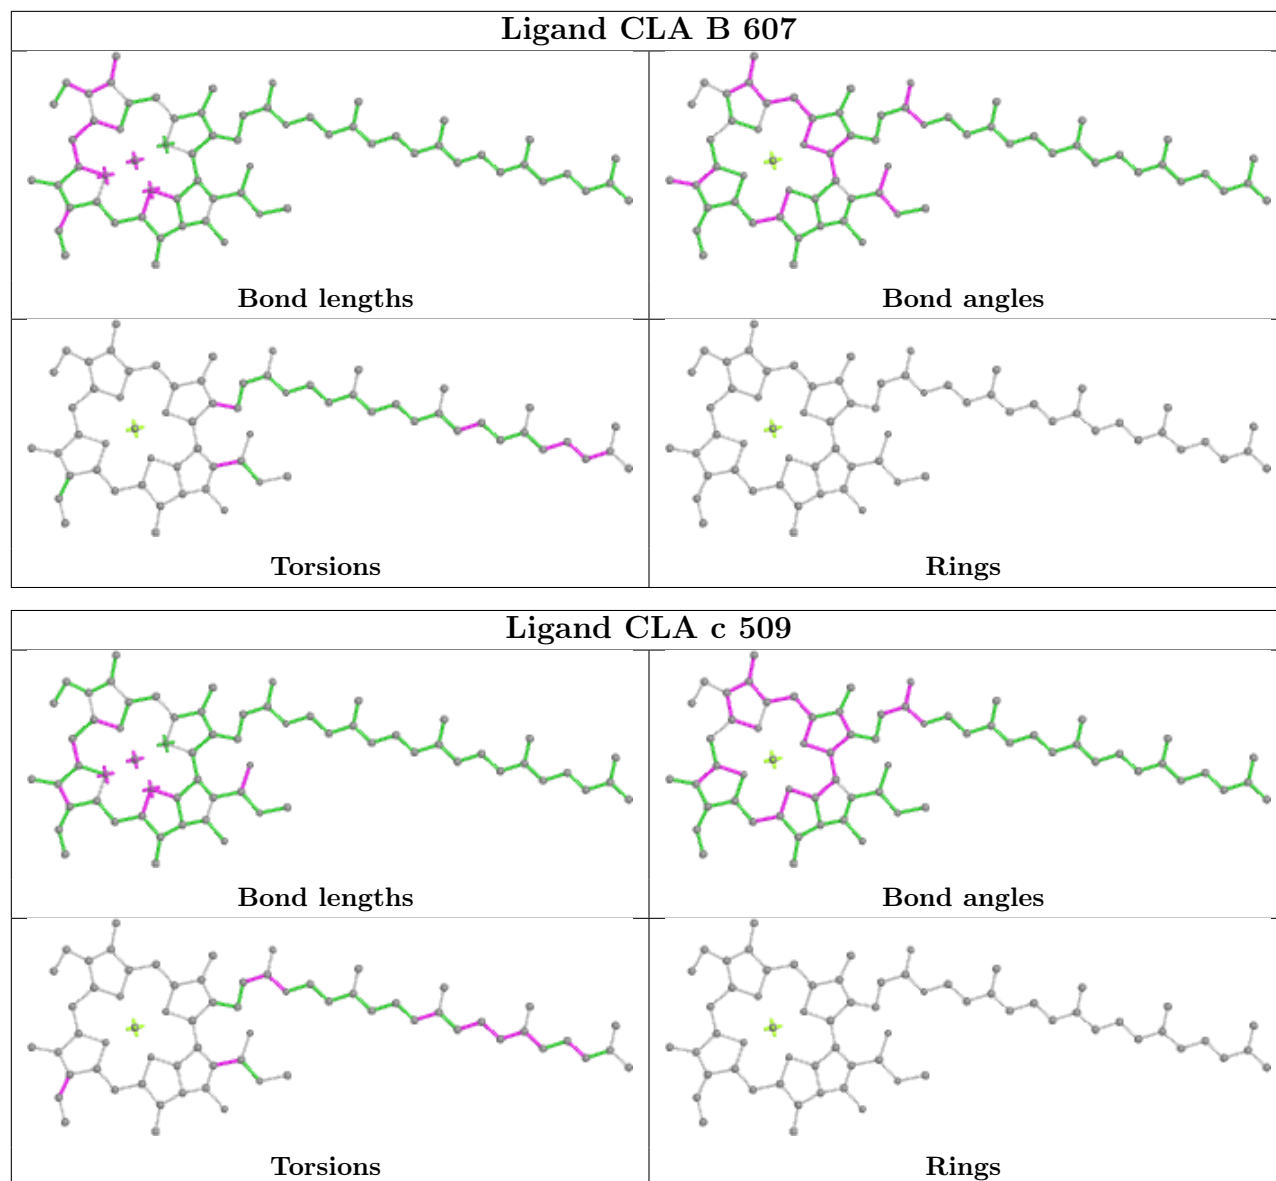 Ligand CLA B 607
Bond lengths
Bond angles
Torsions
Rings
Ligand CLA c 509
Bond lengths
Bond angles
Torsions
Rings